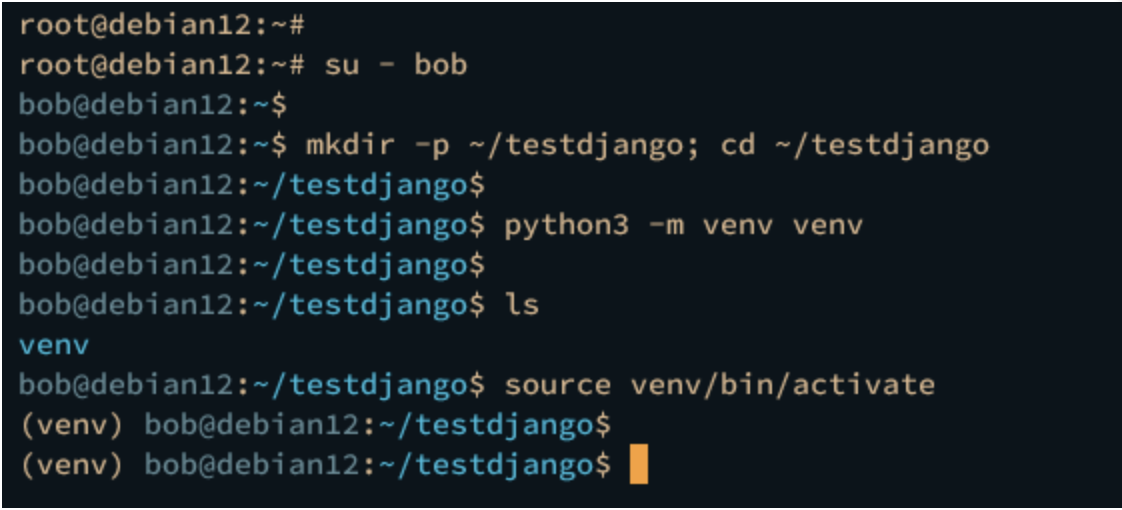 root@debian12:~#
root@debian12:~# su - bob
bob@debian12:~$
bob@debian12:~$ mkdir -p ~/testdjango; cd ~/testdjango
bob@debian12:~/testdjango$
bob@debian12:~/testdjango$ python3 -m venv venv
bob@debian12:~/testdjango$
bob@debian12:~/testdjango$ ls
venv
bob@debian12:~/testdjango$ source venv/bin/activate
(venv) bob@debian12:~/testdjango$
(venv) bob@debian12:~/testdjango$